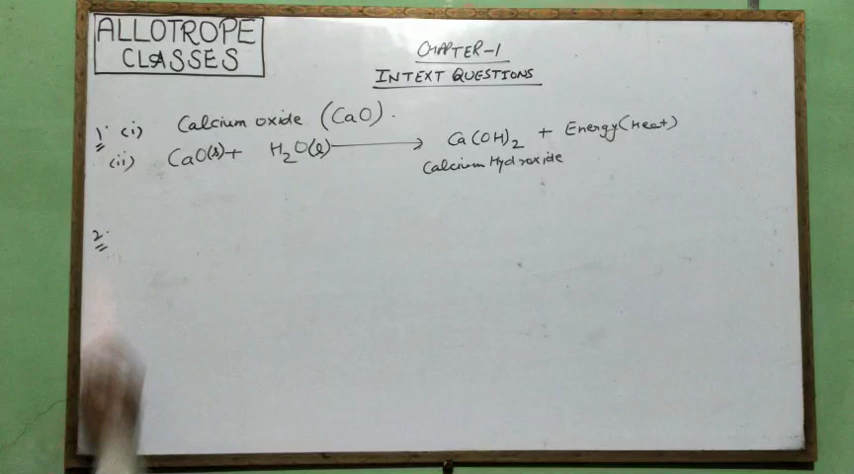 ALLOTROPE
CLASSES
CHAPTER-1
INTEXT QUESTIONS
1. (i) Calcium oxide (CaO).
(ii) CaO(s) + H₂O(l) ⟶ Ca(OH)₂ + Energy(Heat)
Calcium Hydroxide
2.